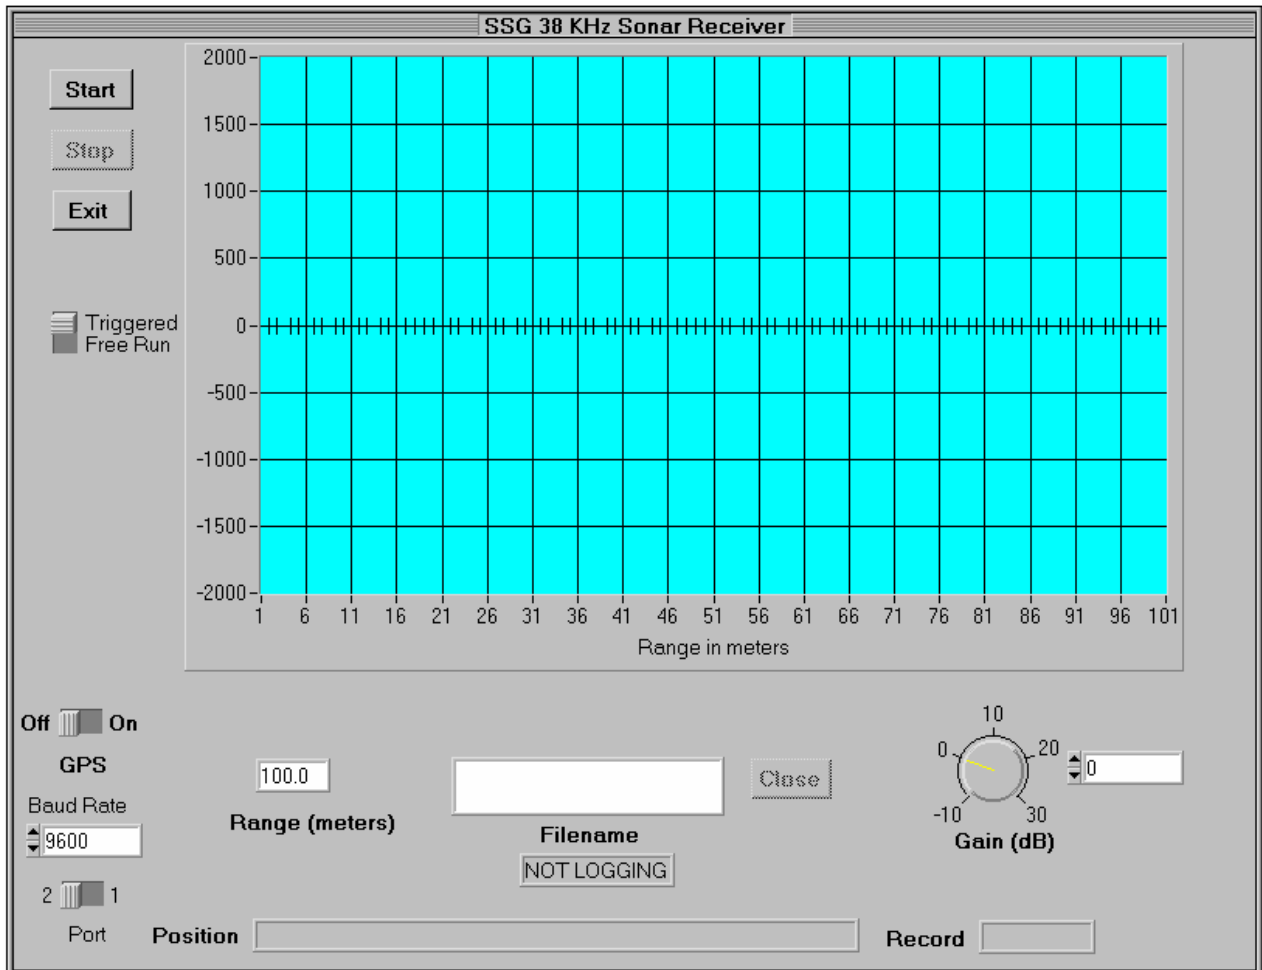 SSG 38 KHz Sonar Receiver
Start
Stop
Exit
Triggered
Free Run
2000
1500
1000
500
0
-500
-1000
-1500
-2000
1 6 11 16 21 26 31 36 41 46 51 56 61 66 71 76 81 86 91 96 101
Range in meters
Off On
GPS
Baud Rate
9600
2 1
Port
100.0
Range (meters)
Close
Filename
NOT LOGGING
10
0 20
-10 30
Gain (dB)
0
Position
Record